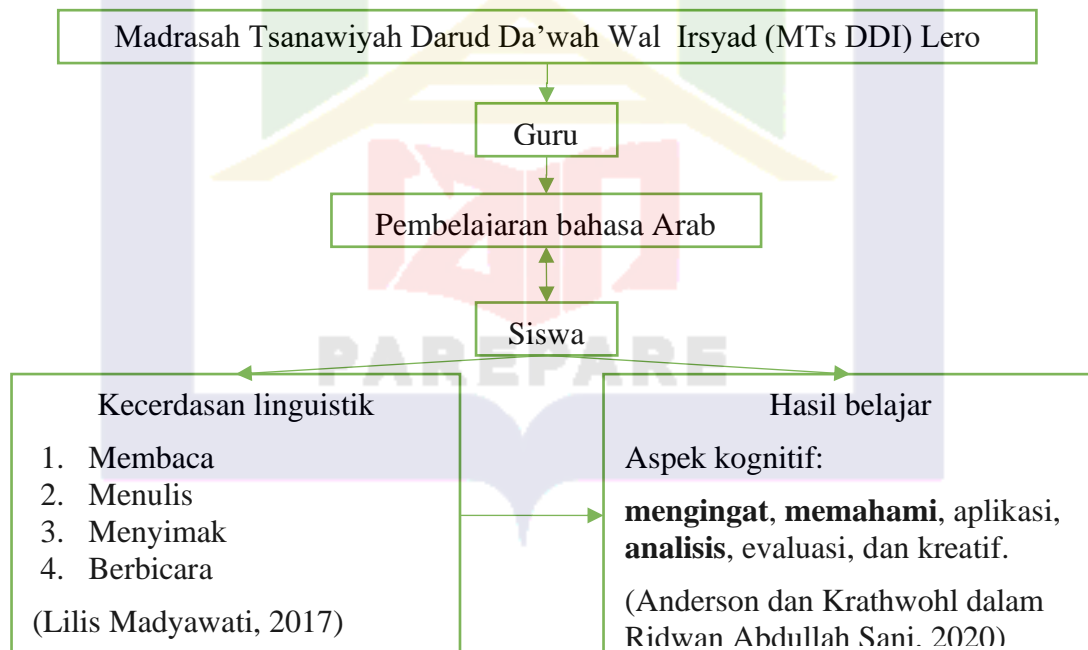 Madrasah Tsanawiyah Darud Da'wah Wal Irsyad (MTs DDI) Lero
Guru
Pembelajaran bahasa Arab
Siswa
PAREPARE
Kecerdasan linguistik
1. Membaca
2. Menulis
3. Menyimak
4. Berbicara
(Lilis Madyawati, 2017)
Hasil belajar
Aspek kognitif:
mengingat, memahami, aplikasi,
analisis, evaluasi, dan kreatif.
(Anderson dan Krathwohl dalam
Ridwan Abdullah Sani, 2020)